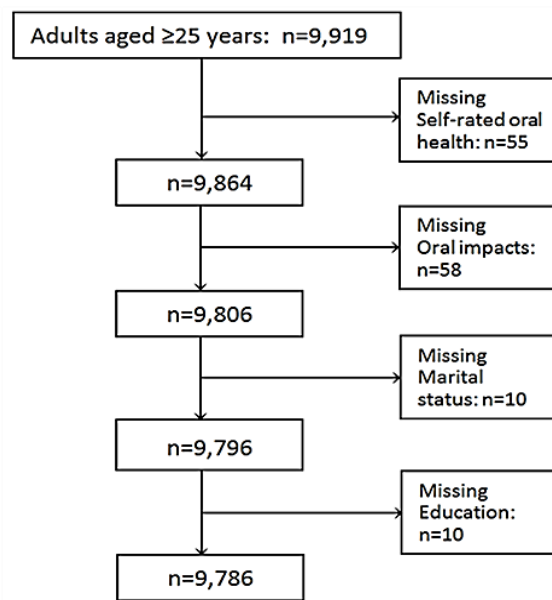 Adults aged ≥25 years:  n=9,919
Missing
Self-rated oral
health: n=55
n=9,864
Missing
Oral impacts:
n=58
n=9,806
Missing
Marital
status: n=10
n=9,796
Missing
Education:
n=10
n=9,786